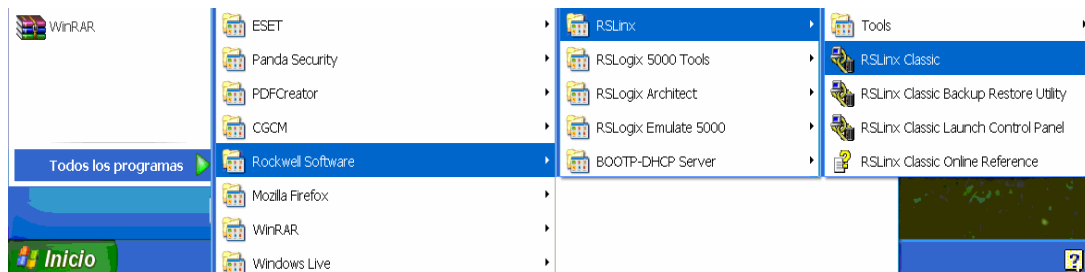 WinRAR
Todos los programas
Inicio
ESET
Panda Security
PDFCreator
CGCM
Rockwell Software
Mozilla Firefox
WinRAR
Windows Live
RSLinx
RSLogix 5000 Tools
RSLogix Architect
RSLogix Emulate 5000
BOOTP-DHCP Server
Tools
RSLinx Classic
RSLinx Classic Backup Restore Utility
RSLinx Classic Launch Control Panel
RSLinx Classic Online Reference